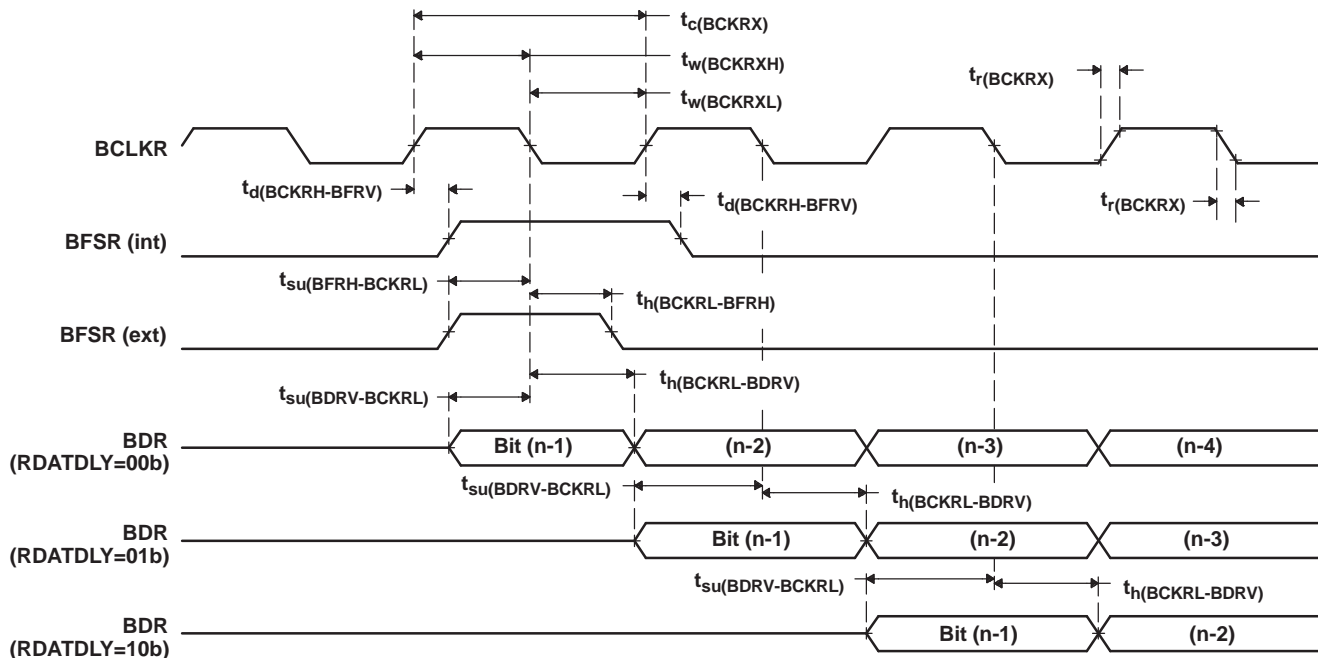 tc(BCKRX)
tw(BCKRXH)
tr(BCKRX)
tw(BCKRXL)
BCLKR
td(BCKRH-BFRV)
td(BCKRH-BFRV)
tr(BCKRX)
BFSR (int)
tsu(BFRH-BCKRL)
th(BCKRL-BFRH)
BFSR (ext)
th(BCKRL-BDRV)
tsu(BDRV-BCKRL)
BDR
(RDATDLY=00b)
Bit (n-1)
(n-2)
(n-3)
(n-4)
tsu(BDRV-BCKRL)
th(BCKRL-BDRV)
BDR
(RDATDLY=01b)
Bit (n-1)
(n-2)
(n-3)
tsu(BDRV-BCKRL)
th(BCKRL-BDRV)
BDR
(RDATDLY=10b)
Bit (n-1)
(n-2)